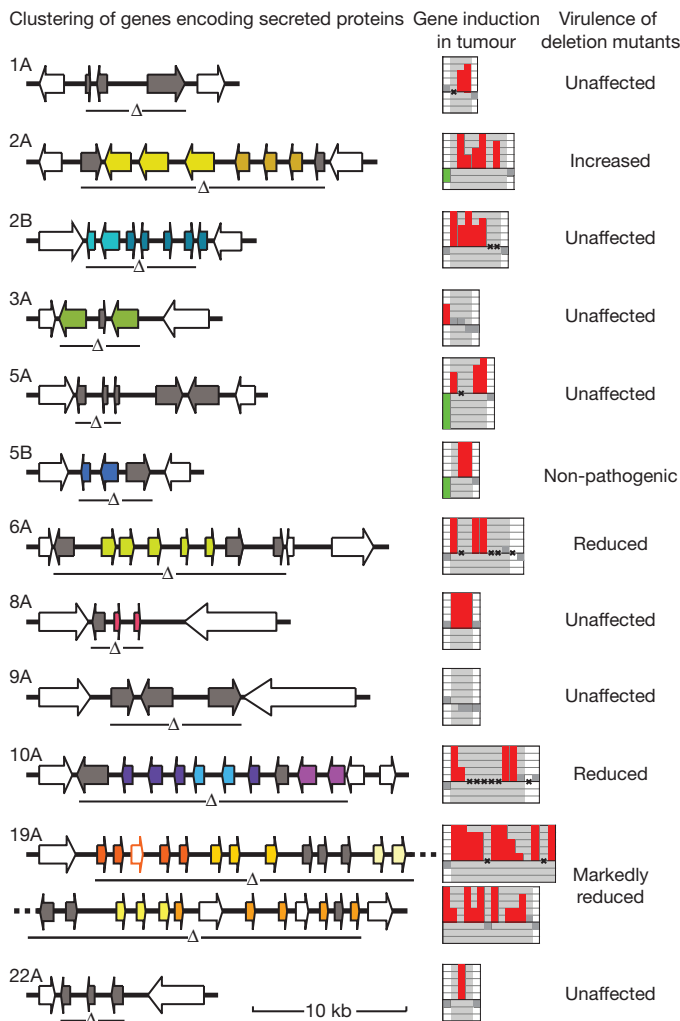 Clustering of genes encoding secreted proteins
Gene induction
in tumour
Virulence of
deletion mutants
1A
Δ
Unaffected
2A
Δ
Increased
2B
Δ
Unaffected
3A
Δ
Unaffected
5A
Δ
Unaffected
5B
Δ
Non-pathogenic
6A
Δ
Reduced
8A
Δ
Unaffected
9A
Δ
Unaffected
10A
Δ
Reduced
19A
Δ
Markedly
reduced
Δ
22A
Δ
10 kb
Unaffected